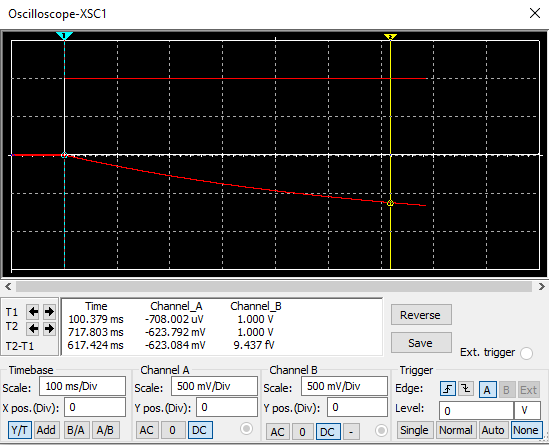 Oscilloscope-XSC1
1
2
Time Channel_A Channel_B
T1 100.379 ms -708.002 uV 1.000 V
T2 717.803 ms -623.792 mV 1.000 V
T2-T1 617.424 ms -623.084 mV 9.437 fV
Reverse
Save
Ext. trigger
Timebase
Scale: 100 ms/Div
X pos.(Div): 0
Y/T Add B/A A/B
Channel A
Scale: 500 mV/Div
Y pos.(Div): 0
AC 0 DC
Channel B
Scale: 500 mV/Div
Y pos.(Div): 0
AC 0 DC -
Trigger
Edge: A B Ext
Level: 0 V
Single Normal Auto None